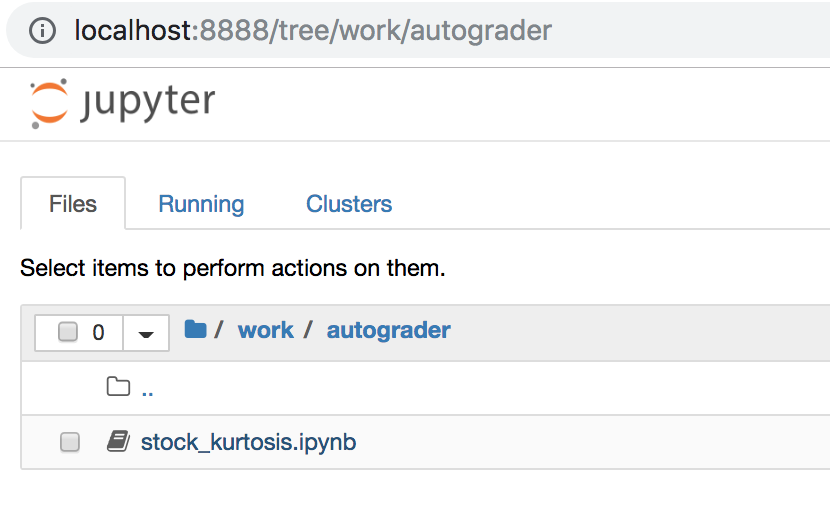 localhost:8888/tree/work/autograder
jupyter
Files Running Clusters
Select items to perform actions on them.
0 / work / autograder
..
stock_kurtosis.ipynb